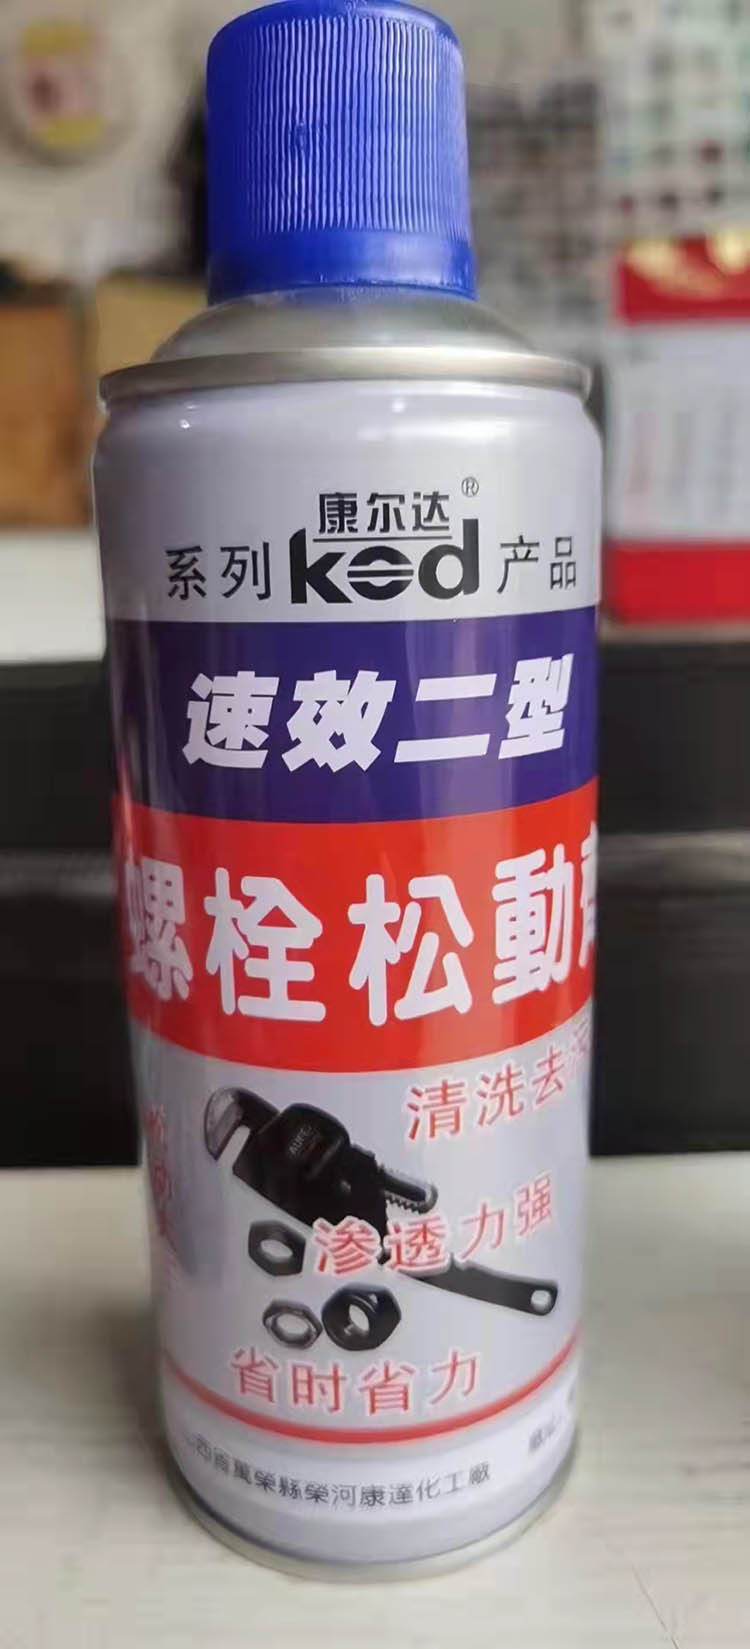 康尔达®
系列 ked 产品
速效二型
螺栓松動
清洗去
AUFE
渗透力强
省时省力
西省萬榮縣榮河康達化工廠